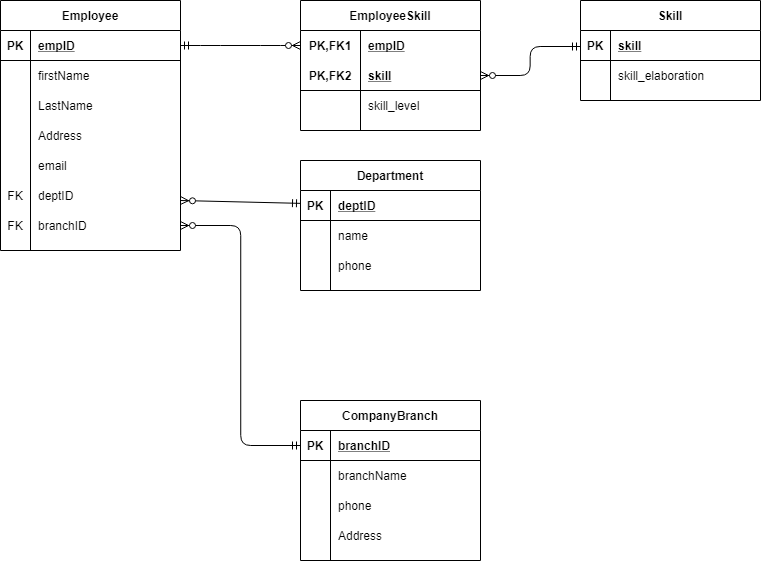 Employee
PK empID
firstName
LastName
Address
email
FK deptID
FK branchID
EmployeeSkill
PK,FK1 empID
PK,FK2 skill
skill_level
Skill
PK skill
skill_elaboration
Department
PK deptID
name
phone
CompanyBranch
PK branchID
branchName
phone
Address